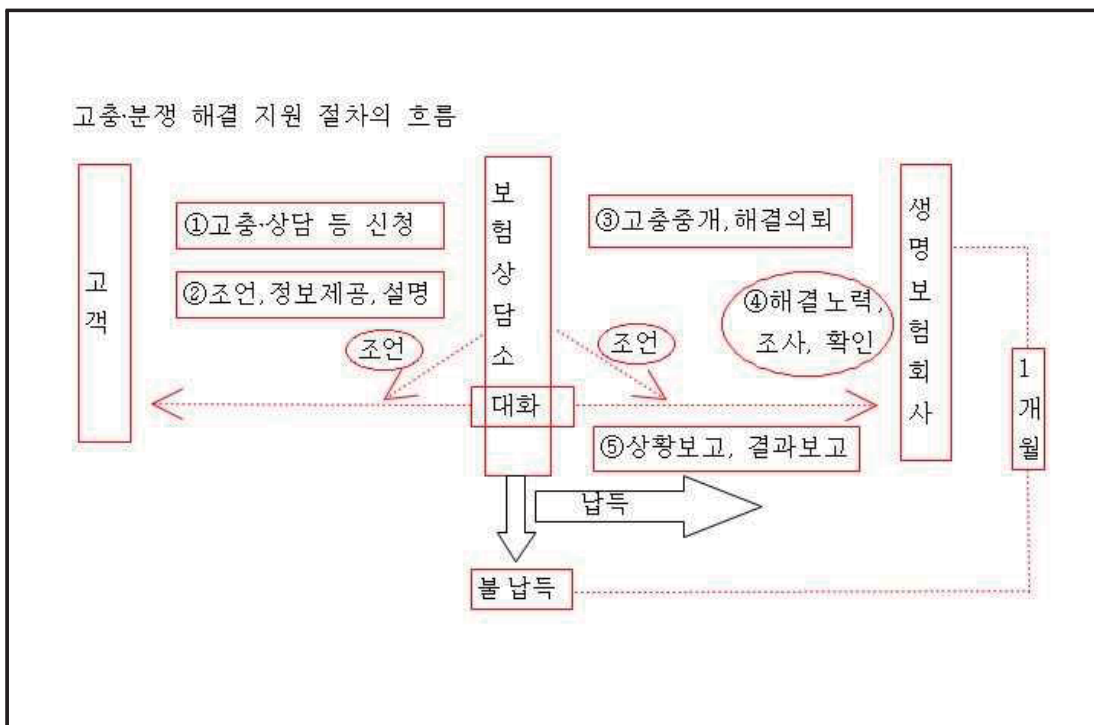 고충·분쟁 해결 지원 절차의 흐름
고객
①고충·상담 등 신청
②조언,정보제공,설명
조언
보험상담소
대화
③고충중개,해결의뢰
④해결노력,
조사, 확인
조언
⑤상황보고, 결과보고
생명보험회사
1개월
납득
불납득